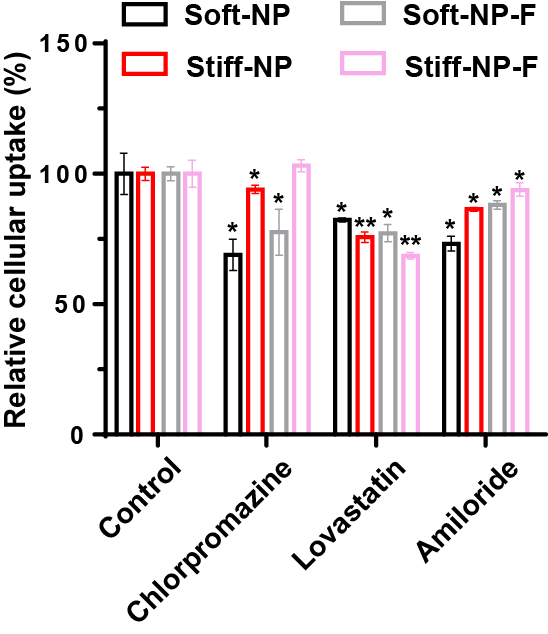 Soft-NP
Soft-NP-F
Stiff-NP
Stiff-NP-F
Relative cellular uptake (%)
150
100
50
0
*
*
*
*
**
*
**
*
*
*
*
Control
Chlorpromazine
Lovastatin
Amiloride